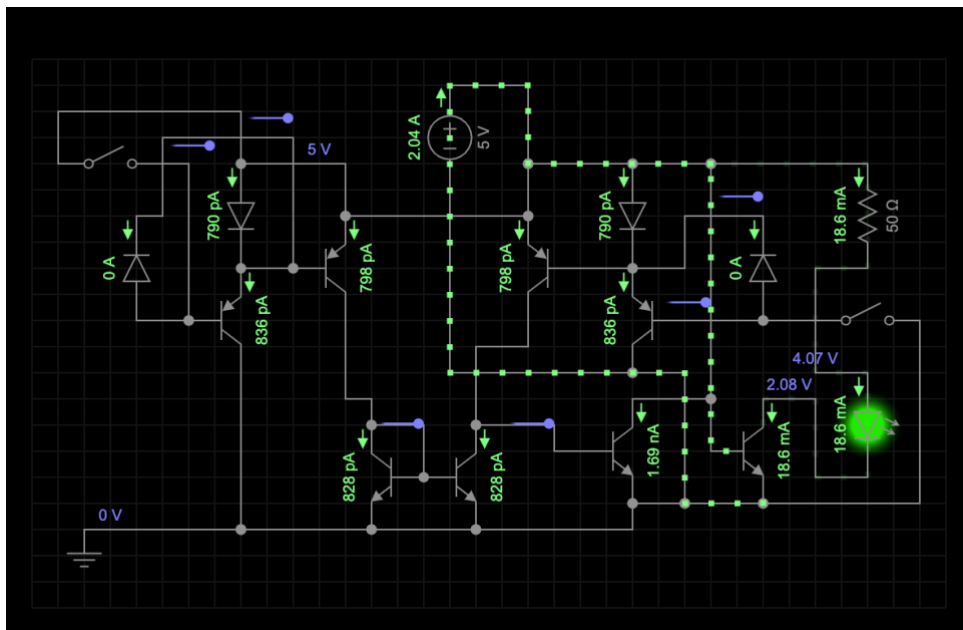 5 V
2.04 A
5 V
790 pA
790 pA
18.6 mA
50 Ω
0 A
798 pA
798 pA
0 A
836 pA
836 pA
4.07 V
2.08 V
18.6 mA
828 pA
828 pA
1.69 nA
18.6 mA
0 V